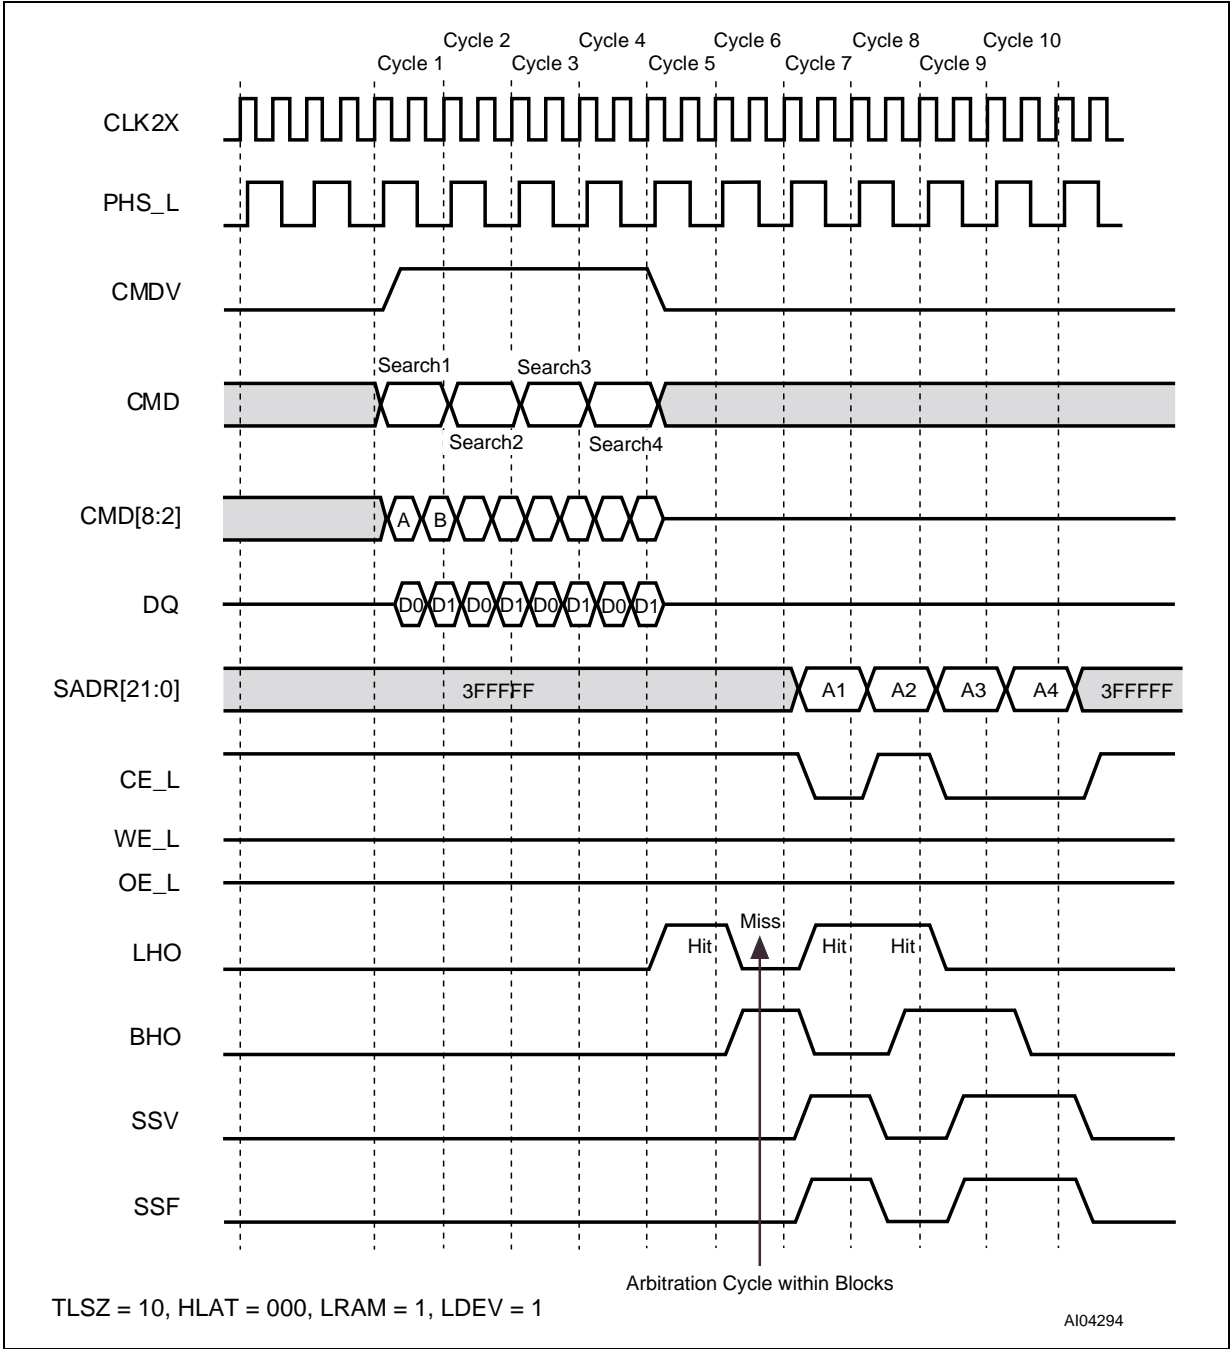 Cycle 2 Cycle 4 Cycle 6 Cycle 8 Cycle 10
Cycle 1 Cycle 3 Cycle 5 Cycle 7 Cycle 9
CLK2X
PHS_L
CMDV
Search1 Search3
CMD
Search2 Search4
CMD[8:2] A B
DQ D0 D1 D0 D1 D0 D1 D0 D1
SADR[21:0] 3FFFFF A1 A2 A3 A4 3FFFFF
CE_L
WE_L
OE_L
Miss
LHO Hit Hit Hit
BHO
SSV
SSF
Arbitration Cycle within Blocks
TLSZ = 10, HLAT = 000, LRAM = 1, LDEV = 1
AI04294